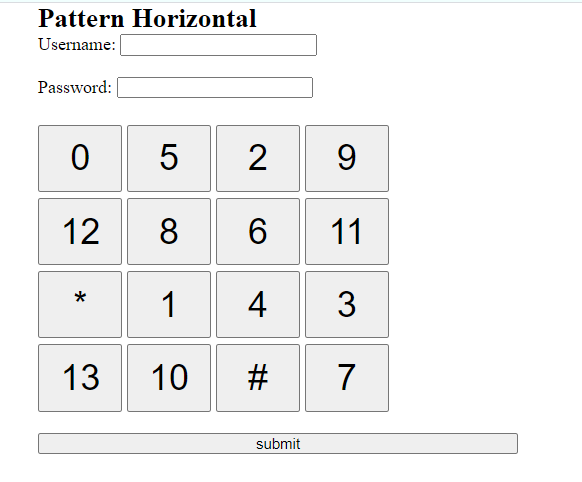 Pattern Horizontal
Username:
Password:
0 5 2 9
12 8 6 11
* 1 4 3
13 10 # 7
submit